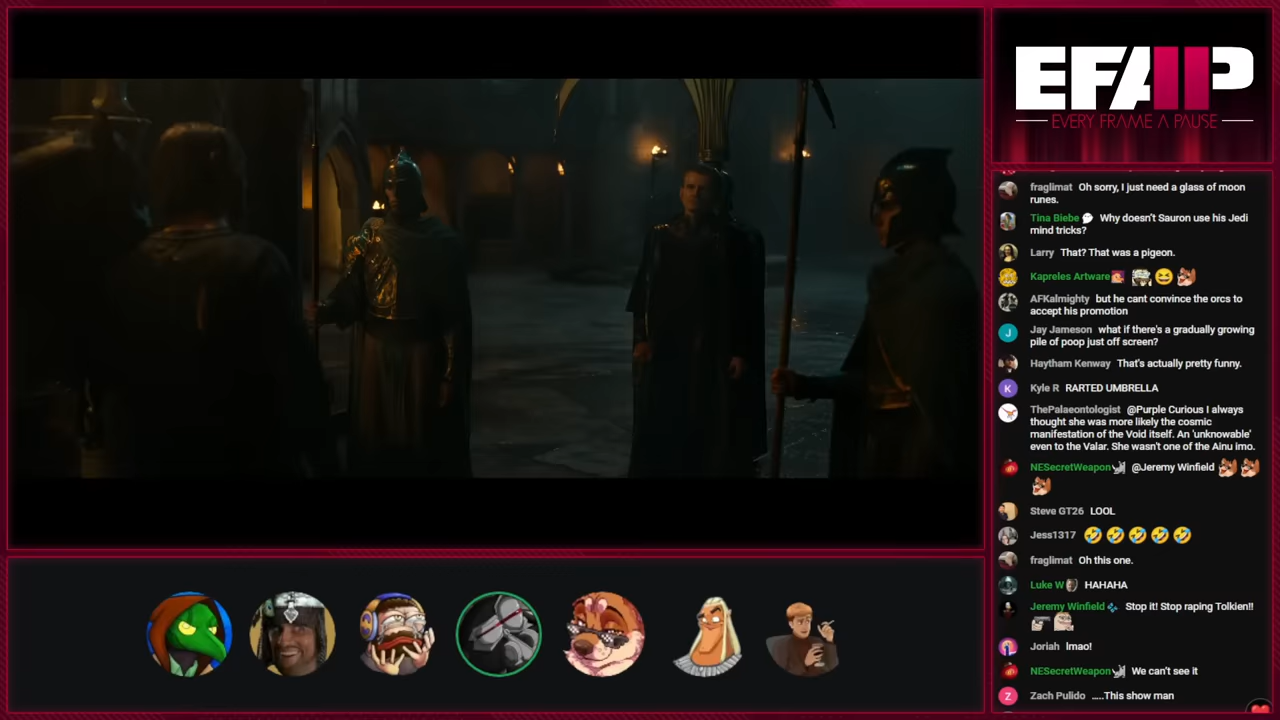 EFAP
EVERY FRAME A PAUSE
fraglimat Oh sorry, I just need a glass of moon
runes.
Tina Biebe Why doesn't Sauron use his Jedi
mind tricks?
Larry That? That was a pigeon.
Kapreles Artware
AFKalmighty but he cant convince the orcs to
accept his promotion
J
Jay Jameson what if there's a gradually growing
pile of poop just off screen?
Haytham Kenway That's actually pretty funny.
K
Kyle R RARTED UMBRELLA
ThePalaeontologist @Purple Curious I always
thought she was more likely the cosmic
manifestation of the Void itself. An 'unknowable'
even to the Valar. She wasn't one of the Ainu imo.
NESecretWeapon @Jeremy Winfield
Steve GT26 LOOL
Jess1317
fraglimat Oh this one.
Luke W HAHAHA
Jeremy Winfield Stop it! Stop raping Tolkien!!
Joriah lmao!
NESecretWeapon We can't see it
Z
Zach Pulido .....This show man